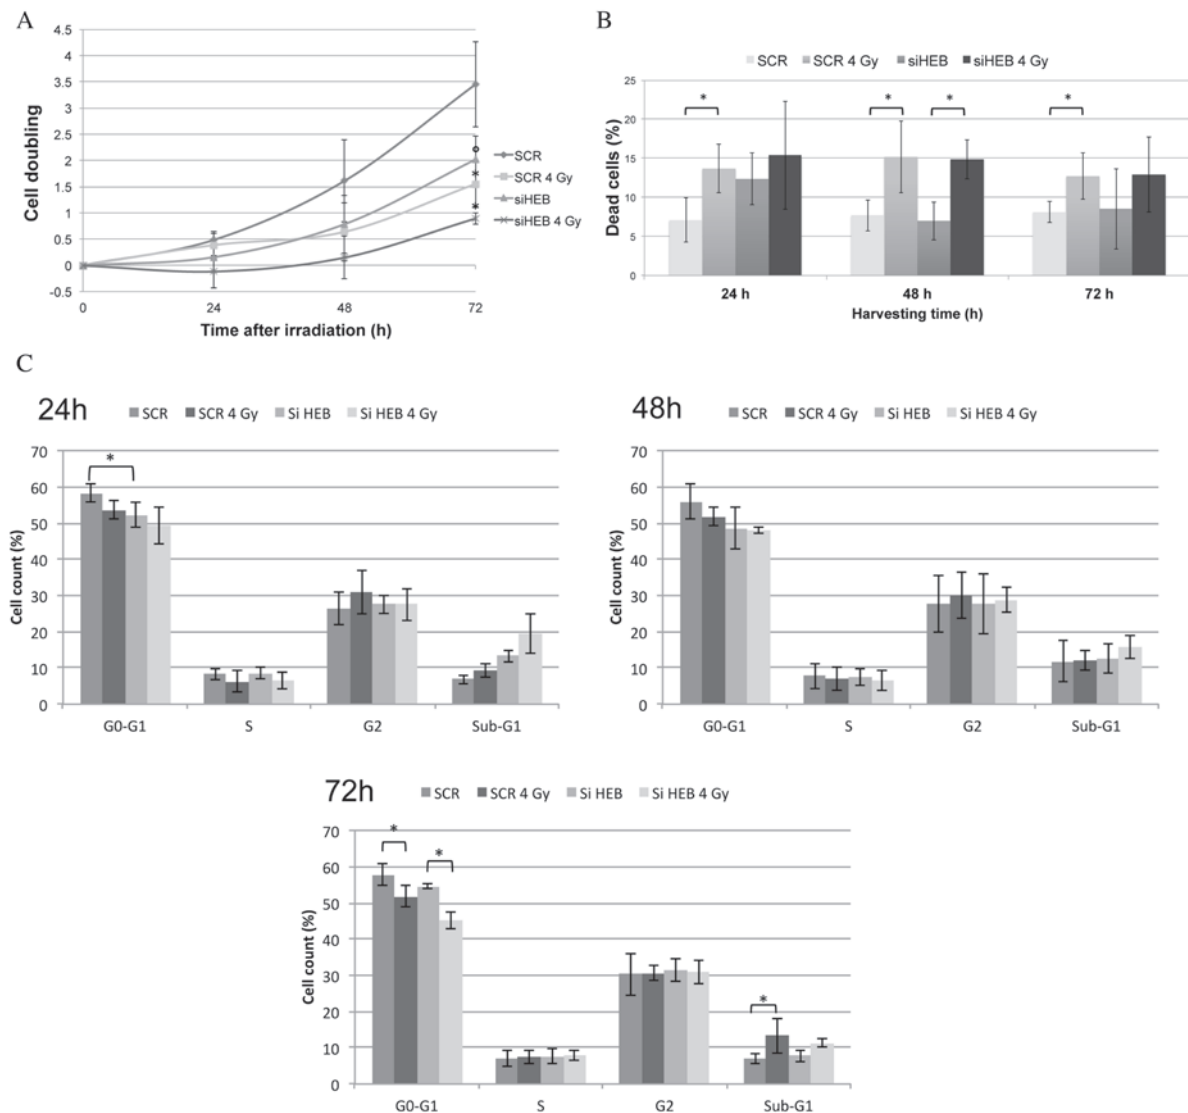 A
4.5
4
3.5
3
2.5
2
1.5
1
0.5
0
-0.5
Cell doubling
0 24 48 72
Time after irradiation (h)
SCR
SCR 4 Gy
siHEB
siHEB 4 Gy
* *
B
SCR SCR 4 Gy siHEB siHEB 4 Gy
25
20
15
10
5
0
Dead cells (%)
* * * *
24 h 48 h 72 h
Harvesting time (h)
C
24h
SCR SCR 4 Gy Si HEB Si HEB 4 Gy
70
60
50
40
30
20
10
0
Cell count (%)
*
G0-G1 S G2 Sub-G1
48h
SCR SCR 4 Gy Si HEB Si HEB 4 Gy
70
60
50
40
30
20
10
0
Cell count (%)
G0-G1 S G2 Sub-G1
72h
SCR SCR 4 Gy Si HEB Si HEB 4 Gy
70
60
50
40
30
20
10
0
Cell count (%)
* * *
G0-G1 S G2 Sub-G1